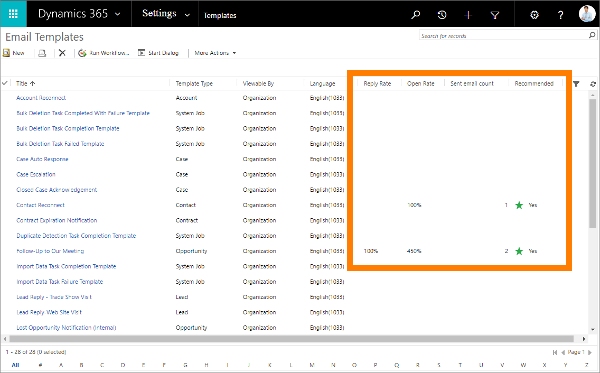 Dynamics 365 Settings Templates
Email Templates
Search for records
New Run Workflow... Start Dialog More Actions
Title Template Type Viewable By Language Reply Rate Open Rate Sent email count Recommended
Account Reconnect Account Organization English(1033)
Bulk Deletion Task Completed With Failure Template System Job Organization English(1033)
Bulk Deletion Task Completion Template System Job Organization English(1033)
Bulk Deletion Task Failed Template System Job Organization English(1033)
Case Auto Response Case Organization English(1033)
Case Escalation Case Organization English(1033)
Closed Case Acknowledgement Case Organization English(1033)
Contact Reconnect Contact Organization English(1033) 100% 1 Yes
Contract Expiration Notification Contract Organization English(1033)
Duplicate Detection Task Completion Template System Job Organization English(1033)
Follow-Up to Our Meeting Opportunity Organization English(1033) 100% 450% 2 Yes
Import Data Task Completion Template System Job Organization English(1033)
Import Data Task Failure Template System Job Organization English(1033)
Lead Reply - Trade Show Visit Lead Organization English(1033)
Lead Reply-Web Site Visit Lead Organization English(1033)
Lost Opportunity Notification (Internal) Opportunity Organization English(1033)
1 - 28 of 28 (0 selected) Page 1
All # A B C D E F G H I J K L M N O P Q R S T U V W X Y Z